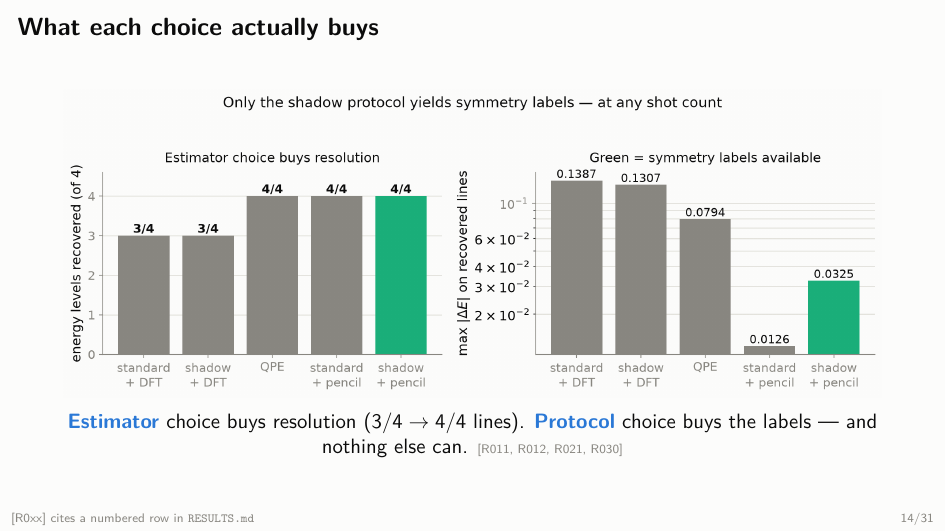 What each choice actually buys
Only the shadow protocol yields symmetry labels — at any shot count
Estimator choice buys resolution
energy levels recovered (of 4)
4
3
2
1
0
3/4
3/4
4/4
4/4
4/4
standard
+ DFT
shadow
+ DFT
QPE
standard
+ pencil
shadow
+ pencil
Green = symmetry labels available
max |ΔE| on recovered lines
10⁻¹
6 × 10⁻²
4 × 10⁻²
3 × 10⁻²
2 × 10⁻²
0.1387
0.1307
0.0794
0.0126
0.0325
standard
+ DFT
shadow
+ DFT
QPE
standard
+ pencil
shadow
+ pencil
Estimator choice buys resolution (3/4 → 4/4 lines). Protocol choice buys the labels — and
nothing else can. [R011, R012, R021, R030]
[R0xx] cites a numbered row in RESULTS.md
14/31